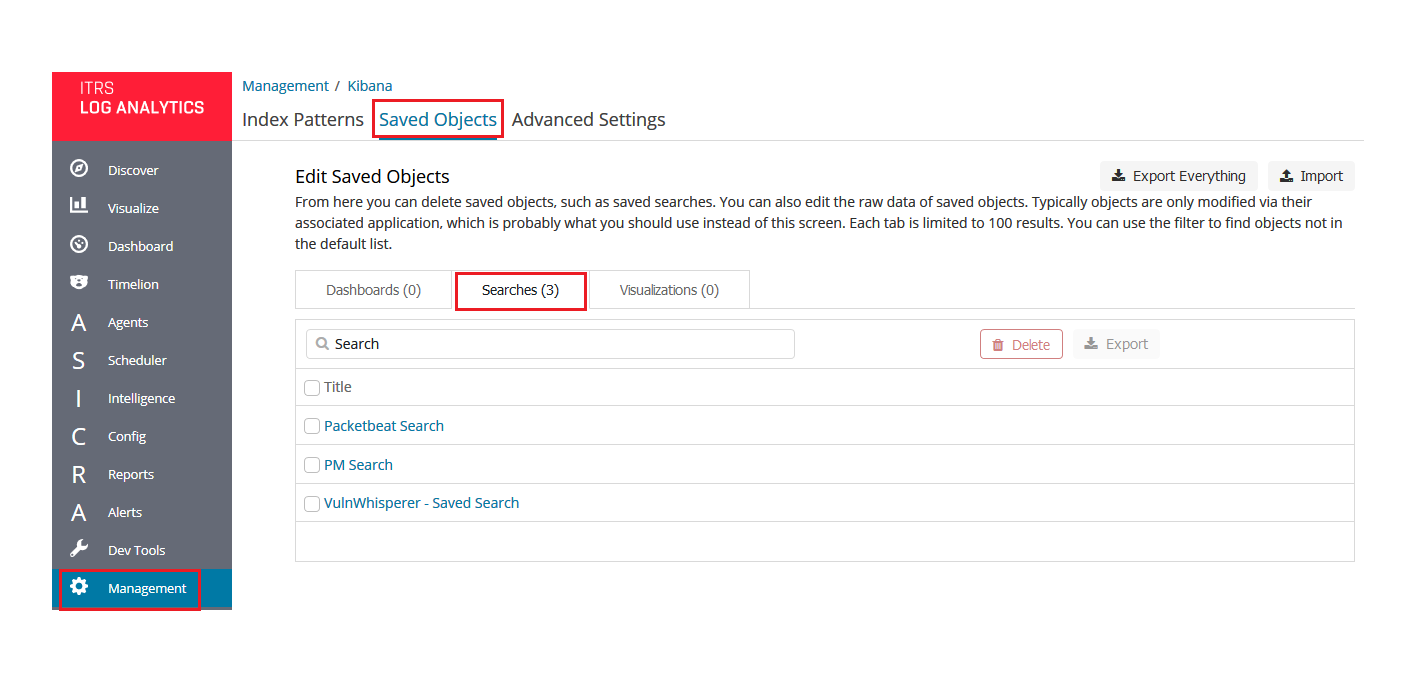 ITRS
LOG ANALYTICS
Management / Kibana
Index Patterns Saved Objects Advanced Settings
Discover
Visualize
Dashboard
Timelion
A Agents
S Scheduler
I Intelligence
C Config
R Reports
A Alerts
Dev Tools
Management
Edit Saved Objects
Export Everything
Import
From here you can delete saved objects, such as saved searches. You can also edit the raw data of saved objects. Typically objects are only modified via their
associated application, which is probably what you should use instead of this screen. Each tab is limited to 100 results. You can use the filter to find objects not in
the default list.
Dashboards (0) Searches (3) Visualizations (0)
Search
Delete
Export
Title
Packetbeat Search
PM Search
VulnWhisperer - Saved Search